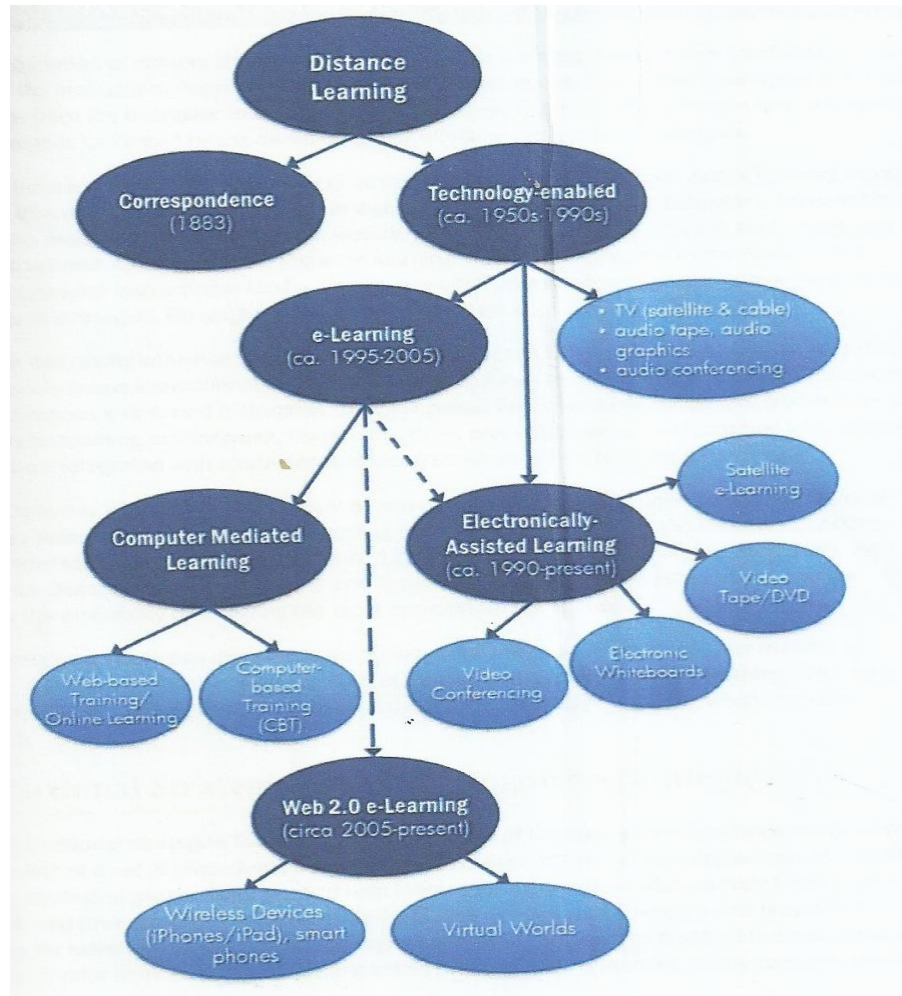 Distance
Learning
Correspondence
(1883)
Technology-enabled
(ca. 1950s-1990s)
e-Learning
(ca. 1995-2005)
• TV (satellite & cable)
• audio tape, audio
graphics
• audio conferencing
Satellite
e-Learning
Computer Mediated
Learning
Electronically-
Assisted Learning
(ca. 1990-present)
Video
Tape/DVD
Web-based
Training/
Online Learning
Computer-
based
Training
(CBT)
Video
Conferencing
Electronic
Whiteboards
Web 2.0 e-Learning
(circa 2005-present)
Wireless Devices
(iPhones/iPad), smart
phones
Virtual Worlds